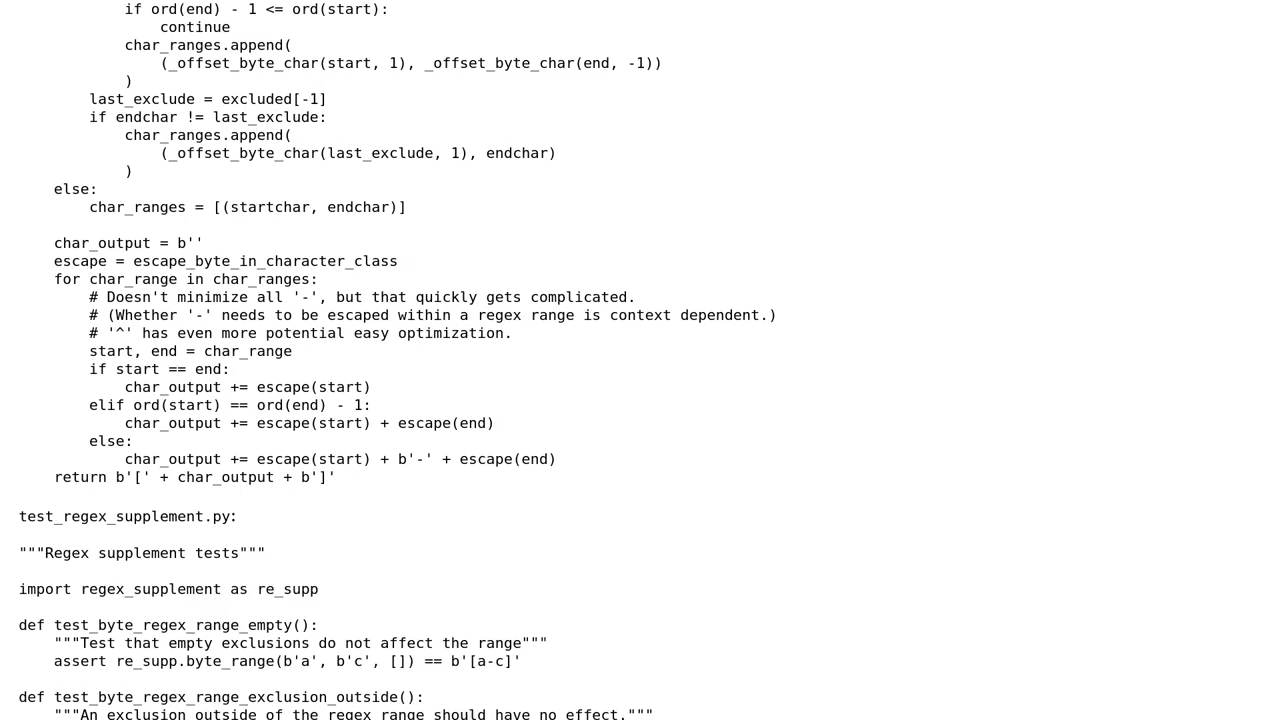 if ord(end) - 1 <= ord(start):
                continue
            char_ranges.append(
                (_offset_byte_char(start, 1), _offset_byte_char(end, -1))
            )
        last_exclude = excluded[-1]
        if endchar != last_exclude:
            char_ranges.append(
                (_offset_byte_char(last_exclude, 1), endchar)
            )
    else:
        char_ranges = [(startchar, endchar)]

    char_output = b''
    escape = escape_byte_in_character_class
    for char_range in char_ranges:
        # Doesn't minimize all '-', but that quickly gets complicated.
        # (Whether '-' needs to be escaped within a regex range is context dependent.)
        # '^' has even more potential easy optimization.
        start, end = char_range
        if start == end:
            char_output += escape(start)
        elif ord(start) == ord(end) - 1:
            char_output += escape(start) + escape(end)
        else:
            char_output += escape(start) + b'-' + escape(end)
    return b'[' + char_output + b']'

test_regex_supplement.py:

"""Regex supplement tests"""

import regex_supplement as re_supp

def test_byte_regex_range_empty():
    """Test that empty exclusions do not affect the range"""
    assert re_supp.byte_range(b'a', b'c', []) == b'[a-c]'

def test_byte_regex_range_exclusion_outside():
    """An exclusion outside of the regex range should have no effect."""